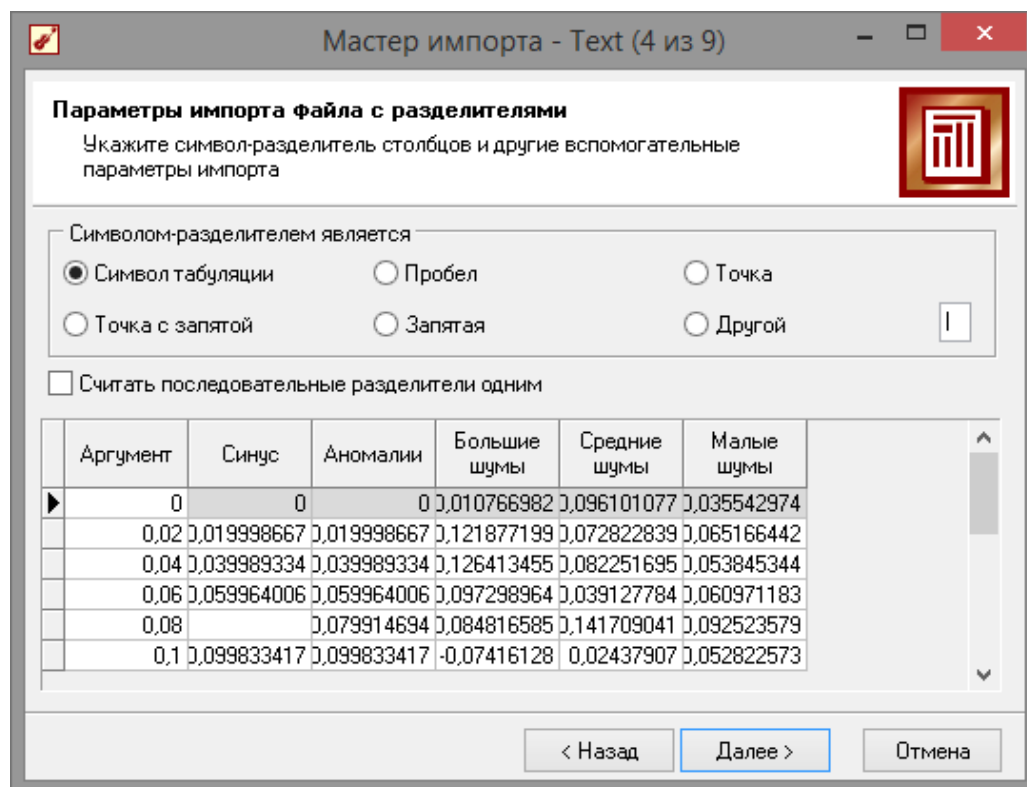 Мастер импорта - Text (4 из 9)
Параметры импорта файла с разделителями
Укажите символ-разделитель столбцов и другие вспомогательные
параметры импорта
Символом-разделителем является
Символ табуляции Пробел Точка
Точка с запятой Запятая Другой |
Считать последовательные разделители одним
Аргумент Синус Аномалии Большие шумы Средние шумы Малые шумы
0 0 0 0,010766982 0,096101077 0,035542974
0,02 0,019998667 0,019998667 0,121877199 0,072822839 0,065166442
0,04 0,039989334 0,039989334 0,126413455 0,082251695 0,053845344
0,06 0,059964006 0,059964006 0,097298964 0,039127784 0,060971183
0,08 0,079914694 0,084816585 0,141709041 0,092523579
0,1 0,099833417 0,099833417 -0,07416128 0,02437907 0,052822573
< Назад Далее > Отмена